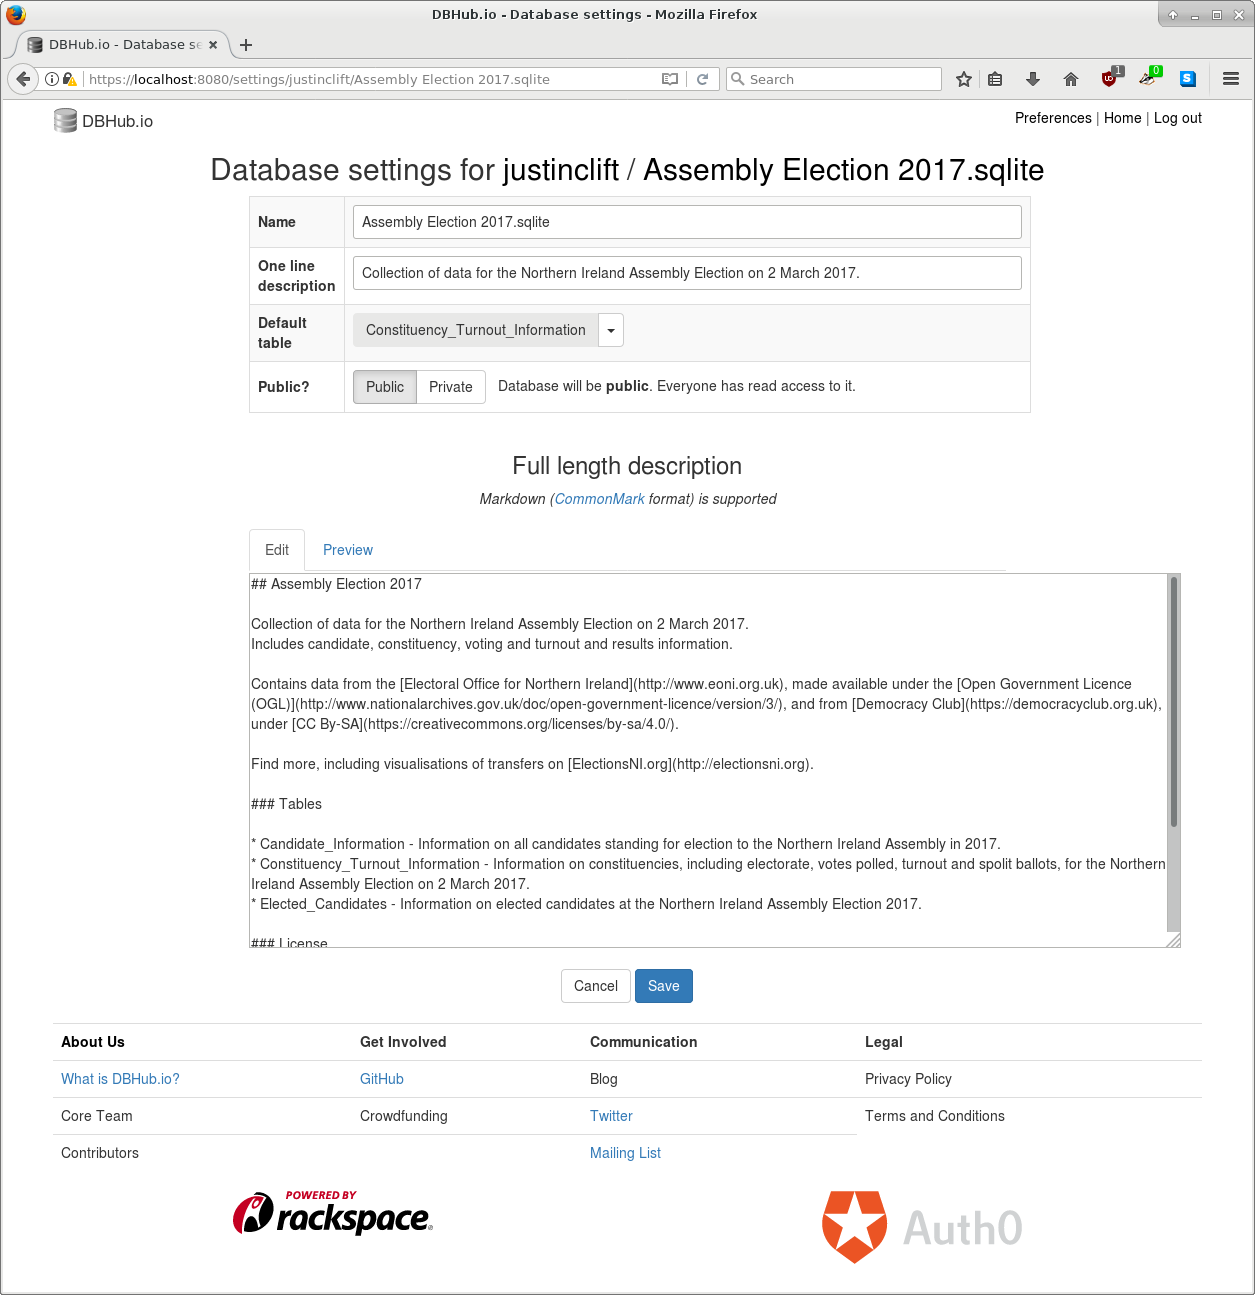 DBHub.io - Database settings - Mozilla Firefox
DBHub.io - Database se
https://localhost:8080/settings/justinclift/Assembly Election 2017.sqlite
Search
1
0
S
DBHub.io
Preferences | Home | Log out
Database settings for justinclift / Assembly Election 2017.sqlite
Name
Assembly Election 2017.sqlite
One line
description
Collection of data for the Northern Ireland Assembly Election on 2 March 2017.
Default
table
Constituency_Turnout_Information
Public?
Public
Private
Database will be public. Everyone has read access to it.
Full length description
Markdown (CommonMark format) is supported
Edit
Preview
## Assembly Election 2017
Collection of data for the Northern Ireland Assembly Election on 2 March 2017.
Includes candidate, constituency, voting and turnout and results information.
Contains data from the [Electoral Office for Northern Ireland](http://www.eoni.org.uk), made available under the [Open Government Licence
(OGL)](http://www.nationalarchives.gov.uk/doc/open-government-licence/version/3/), and from [Democracy Club](https://democracyclub.org.uk),
under [CC By-SA](https://creativecommons.org/licenses/by-sa/4.0/).
Find more, including visualisations of transfers on [ElectionsNI.org](http://electionsni.org).
### Tables
* Candidate_Information - Information on all candidates standing for election to the Northern Ireland Assembly in 2017.
* Constituency_Turnout_Information - Information on constituencies, including electorate, votes polled, turnout and spolit ballots, for the Northern
Ireland Assembly Election on 2 March 2017.
* Elected_Candidates - Information on elected candidates at the Northern Ireland Assembly Election 2017.
### License
Cancel
Save
About Us
Get Involved
Communication
Legal
What is DBHub.io?
GitHub
Blog
Privacy Policy
Core Team
Crowdfunding
Twitter
Terms and Conditions
Contributors
Mailing List
POWERED BY
rackspace
Auth0